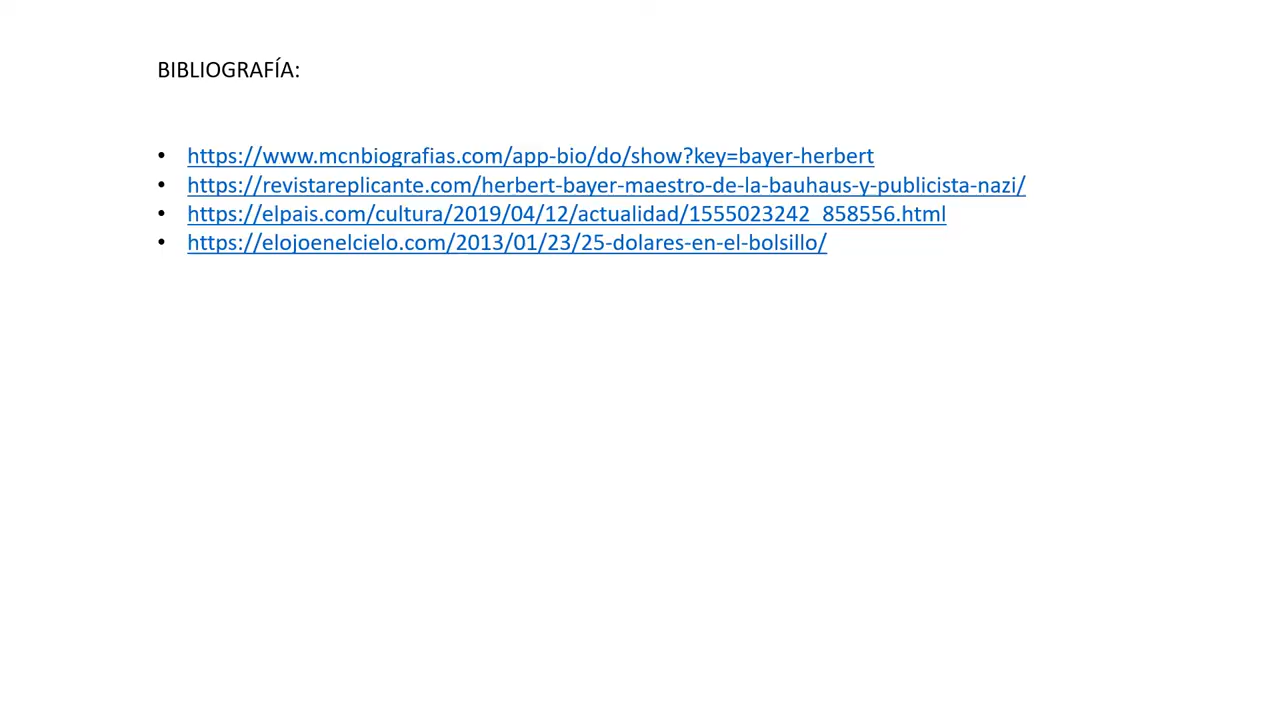 BIBLIOGRAFÍA:
• https://www.mcnbiografias.com/app-bio/do/show?key=bayer-herbert
• https://revistareplicante.com/herbert-bayer-maestro-de-la-bauhaus-y-publicista-nazi/
• https://elpais.com/cultura/2019/04/12/actualidad/1555023242_858556.html
• https://elojoenelcielo.com/2013/01/23/25-dolares-en-el-bolsillo/